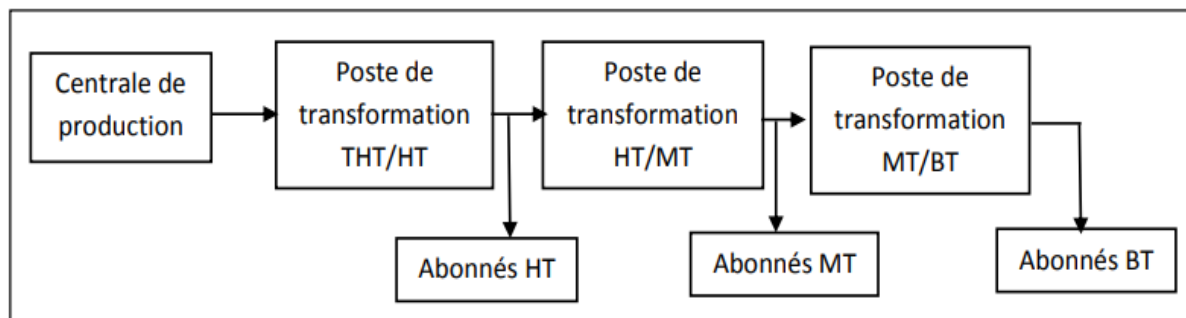 Centrale de
production
Poste de
transformation
THT/HT
Poste de
transformation
HT/MT
Poste de
transformation
MT/BT
Abonnés HT
Abonnés MT
Abonnés BT